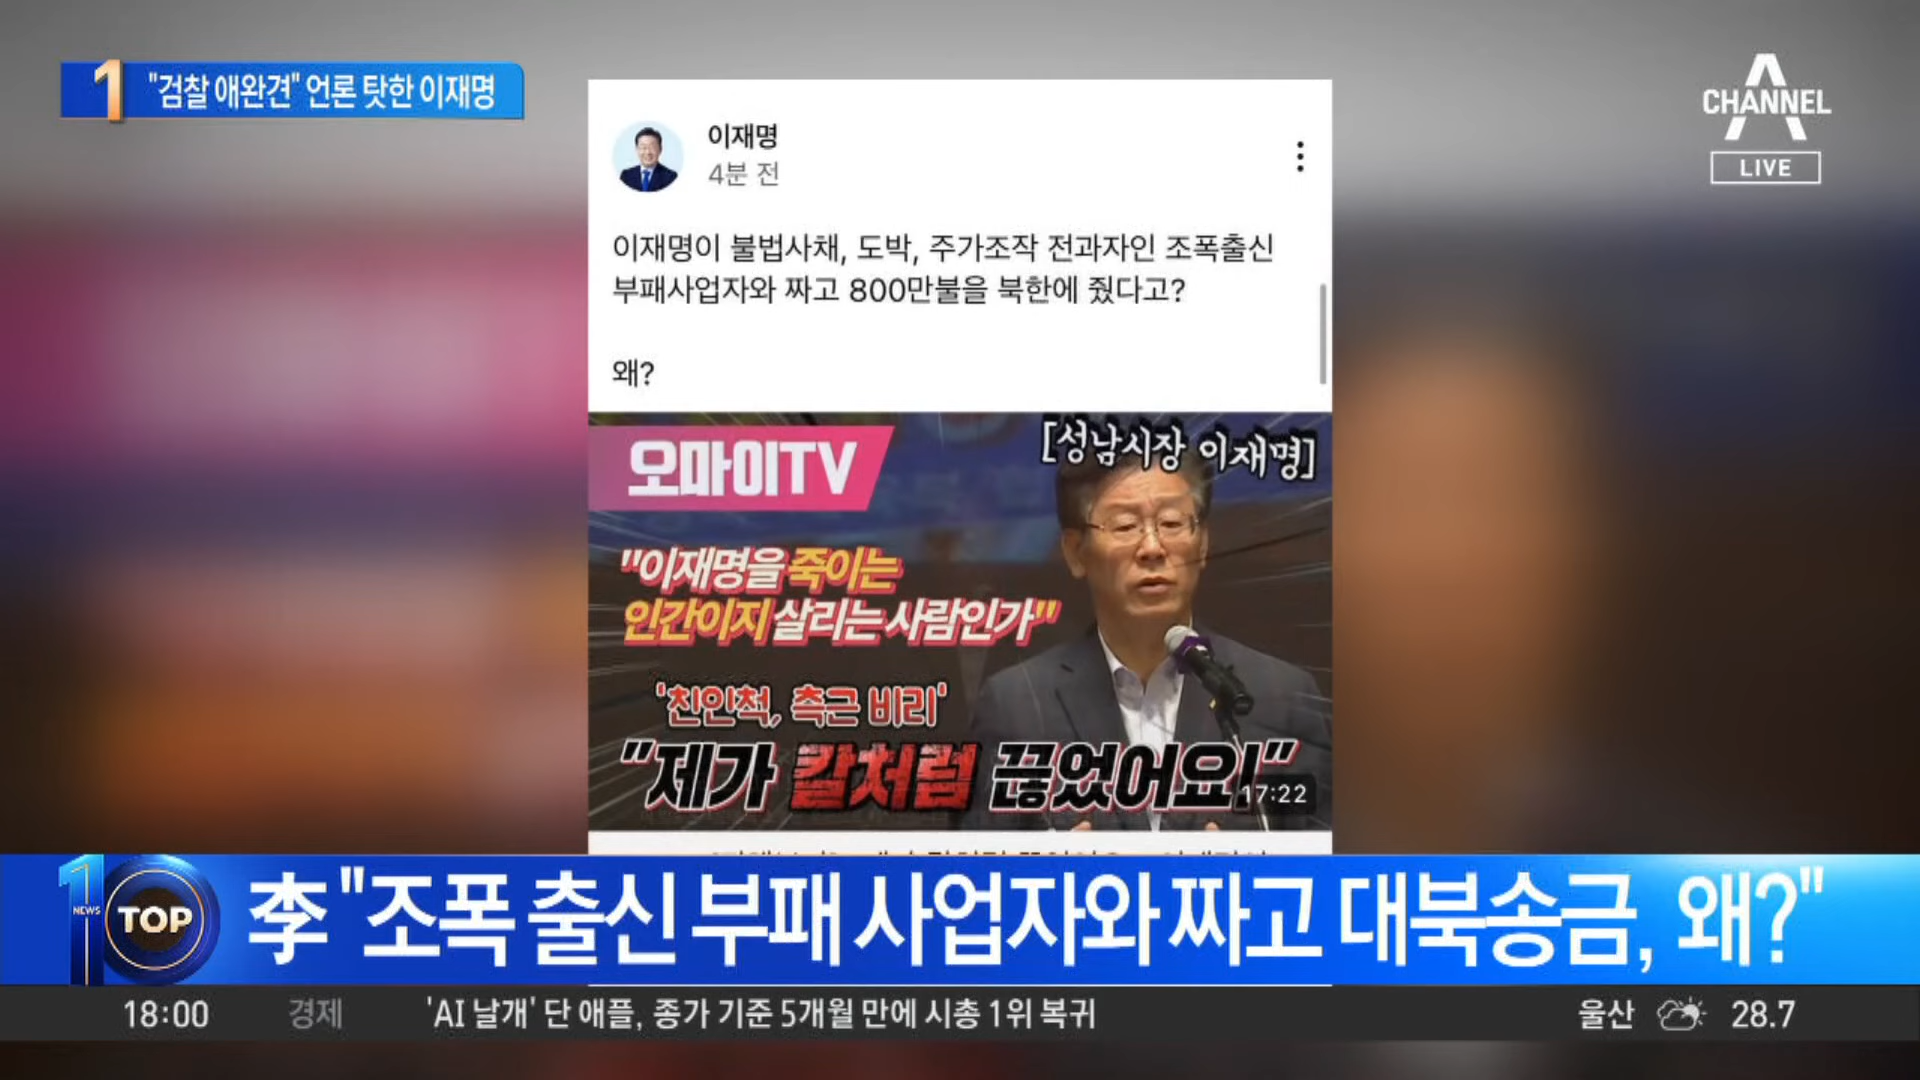 1 "검찰 애완견" 언론 탓한 이재명
CHANNEL A
LIVE
이재명
4분 전
이재명이 불법사채, 도박, 주가조작 전과자인 조폭출신
부패사업자와 짜고 800만불을 북한에 줬다고?
왜?
오마이TV
[성남시장 이재명]
"이재명을 죽이는
인간이지 살리는 사람인가"
'친인척, 측근 비리'
"제가 칼처럼 끊었어요!"
17:22
NEWS TOP 10
李 "조폭 출신 부패 사업자와 짜고 대북송금, 왜?"
18:00 경제 'AI 날개' 단 애플, 종가 기준 5개월 만에 시총 1위 복귀 울산 28.7